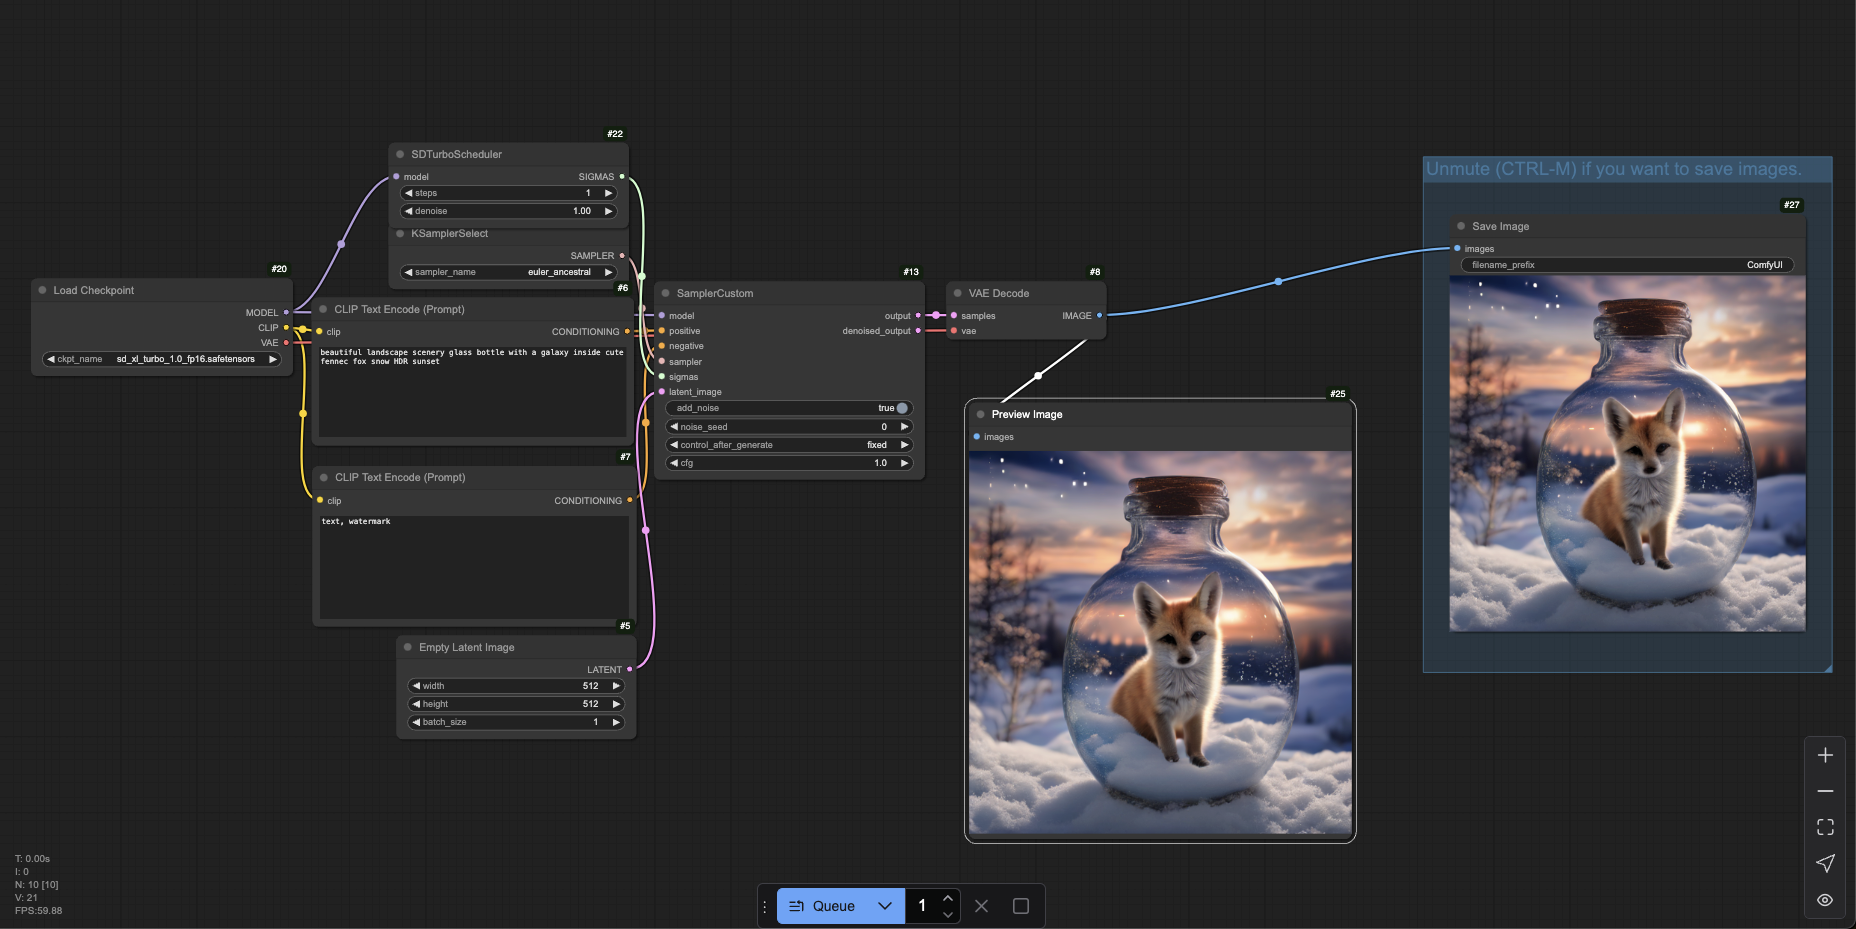 #22
SDTurboScheduler
model SIGMAS
steps 1
denoise 1.00
KSamplerSelect
SAMPLER
sampler_name euler_ancestral
#20
Load Checkpoint
MODEL
CLIP
VAE
ckpt_name sd_xl_turbo_1.0_fp16.safetensors
#6
CLIP Text Encode (Prompt)
clip CONDITIONING
beautiful landscape scenery glass bottle with a galaxy inside cute
fennec fox snow HDR sunset
#7
CLIP Text Encode (Prompt)
clip CONDITIONING
text, watermark
#5
Empty Latent Image
LATENT
width 512
height 512
batch_size 1
#13
SamplerCustom
model output
positive denoised_output
negative
sampler
sigmas
latent_image
add_noise true
noise_seed 0
control_after_generate fixed
cfg 1.0
#8
VAE Decode
samples IMAGE
vae
#25
Preview Image
images
Unmute (CTRL-M) if you want to save images.
#27
Save Image
images
filename_prefix ComfyUI
T: 0.00s
I: 0
N: 10 [10]
V: 21
FPS:59.88
Queue 1